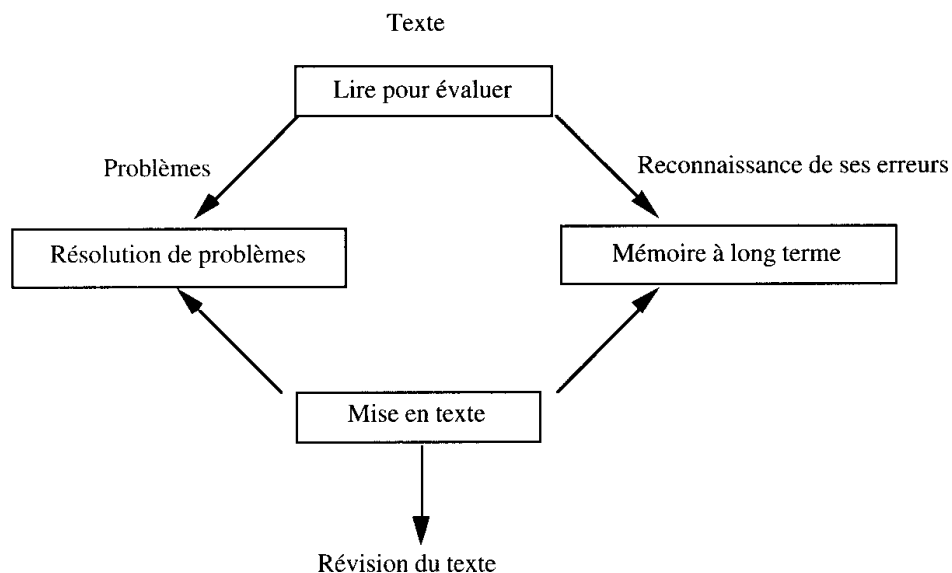 Texte
Lire pour évaluer
Problèmes
Reconnaissance de ses erreurs
Résolution de problèmes
Mémoire à long terme
Mise en texte
Révision du texte